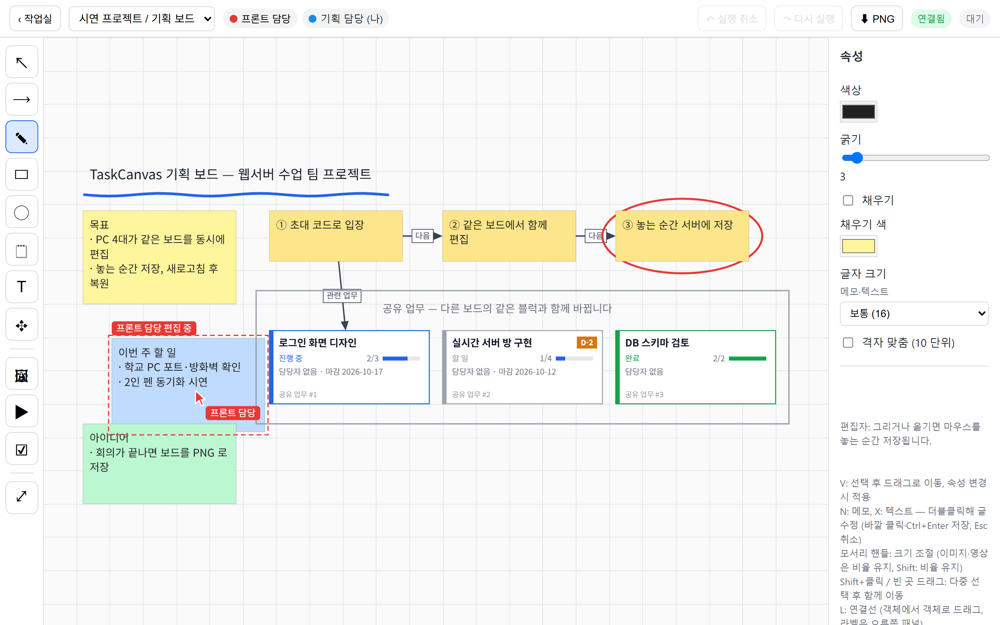 ‹ 작업실
시연 프로젝트 / 기획 보드
프론트 담당
기획 담당 (나)
↶ 실행 취소
↷ 다시 실행
⬇ PNG
연결됨
대기
T
TaskCanvas 기획 보드 — 웹서버 수업 팀 프로젝트
목표
· PC 4대가 같은 보드를 동시에
편집
· 놓는 순간 저장, 새로고침 후
복원
① 초대 코드로 입장
다음
② 같은 보드에서 함께
편집
다음
③ 놓는 순간 서버에 저장
관련 업무
공유 업무 — 다른 보드의 같은 블럭과 함께 바뀝니다
프론트 담당 편집 중
이번 주 할 일
· 학교 PC 포트·방화벽 확인
· 2인 펜 동기화 시연
프론트 담당
로그인 화면 디자인
진행 중
2/3
담당자 없음 · 마감 2026-10-17
공유 업무 #1
실시간 서버 방 구현
D-2
할 일
1/4
담당자 없음 · 마감 2026-10-12
공유 업무 #2
DB 스키마 검토
완료
2/2
담당자 없음
공유 업무 #3
아이디어
· 회의가 끝나면 보드를 PNG 로
저장
속성
색상
굵기
3
채우기
채우기 색
글자 크기
메모·텍스트
보통 (16)
격자 맞춤 (10 단위)
편집자: 그리거나 옮기면 마우스를
놓는 순간 저장됩니다.
V: 선택 후 드래그로 이동, 속성 변경
시 적용
N: 메모, X: 텍스트 — 더블클릭해 글
수정 (바깥 클릭·Ctrl+Enter 저장, Esc
취소)
모서리 핸들: 크기 조절 (이미지·영상
은 비율 유지, Shift: 비율 유지)
Shift+클릭 / 빈 곳 드래그: 다중 선
택 후 함께 이동
L: 연결선 (객체에서 객체로 드래그,
라벨은 오른쪽 패널)